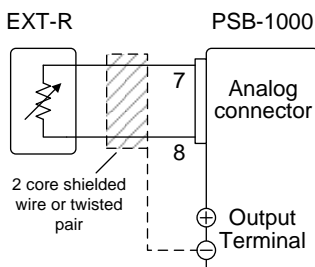 EXT-R
PSB-1000
7
Analog
connector
8
2 core shielded
wire or twisted
pair
+
Output
Terminal
-